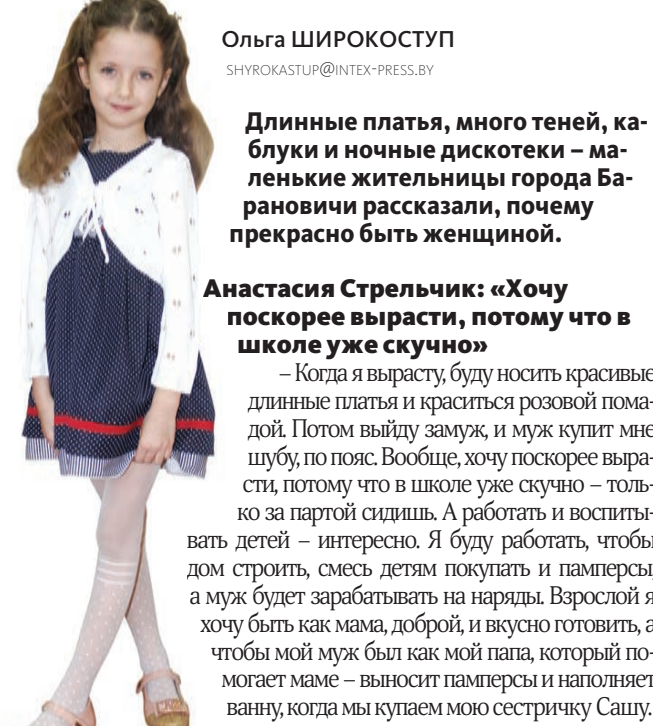 Ольга ШИРОКОСТУП
SHYROKASTUP@INTEX-PRESS.BY
Длинные платья, много теней, ка-
блуки и ночные дискотеки – ма-
ленькие жительницы города Ба-
рановичи рассказали, почему
прекрасно быть женщиной.
Анастасия Стрельчик: «Хочу
поскорее вырасти, потому что в
школе уже скучно»
– Когда я вырасту, буду носить красивые
длинные платья и краситься розовой пома-
дой. Потом выйду замуж, и муж купит мне
шубу, по пояс. Вообще, хочу поскорее выра-
сти, потому что в школе уже скучно – толь-
ко за партой сидишь. А работать и воспиты-
вать детей – интересно. Я буду работать, чтобы
дом строить, смесь детям покупать и памперсы,
а муж будет зарабатывать на наряды. Взрослой я
хочу быть как мама, доброй, и вкусно готовить, а
чтобы мой муж был как мой папа, который по-
могает маме – выносит памперсы и наполняет
ванну, когда мы купаем мою сестричку Сашу.